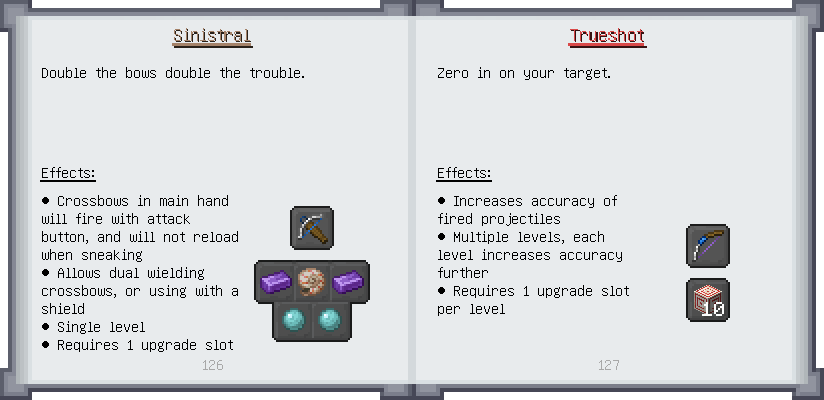 Sinistral
Double the bows double the trouble.
Effects:
• Crossbows in main hand
will fire with attack
button, and will not reload
when sneaking
• Allows dual wielding
crossbows, or using with a
shield
• Single level
• Requires 1 upgrade slot
126
Trueshot
Zero in on your target.
Effects:
• Increases accuracy of
fired projectiles
• Multiple levels, each
level increases accuracy
further
• Requires 1 upgrade slot
per level
10
127